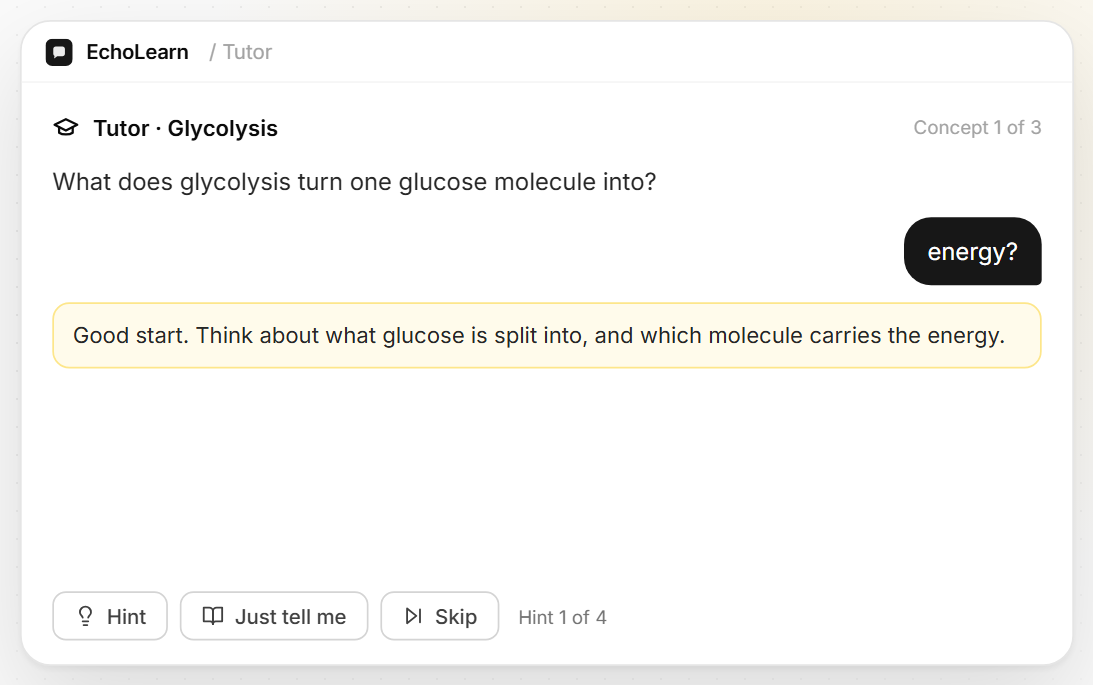 EchoLearn / Tutor
Tutor · Glycolysis
Concept 1 of 3
What does glycolysis turn one glucose molecule into?
energy?
Good start. Think about what glucose is split into, and which molecule carries the energy.
Hint
Just tell me
Skip
Hint 1 of 4